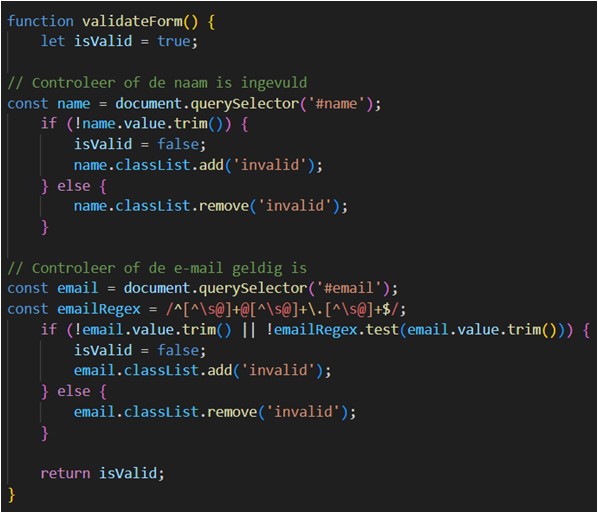 function validateForm() {
    let isValid = true;

// Controleer of de naam is ingevuld
const name = document.querySelector('#name');
    if (!name.value.trim()) {
        isValid = false;
        name.classList.add('invalid');
    } else {
        name.classList.remove('invalid');
    }

// Controleer of de e-mail geldig is
const email = document.querySelector('#email');
const emailRegex = /^[^\s@]+@[^\s@]+\.[^\s@]+$/;
    if (!email.value.trim() || !emailRegex.test(email.value.trim())) {
        isValid = false;
        email.classList.add('invalid');
    } else {
        email.classList.remove('invalid');
    }

    return isValid;
}